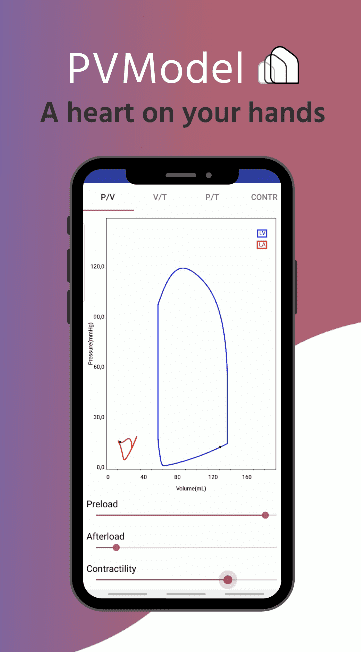 PVModel
A heart on your hands
P/V V/T P/T CONTR
LV
LA
120,0
90,0
60,0
30,0
0,0
Pressure(mmHg)
0 40 80 120 160
Volume(mL)
Preload
Afterload
Contractility